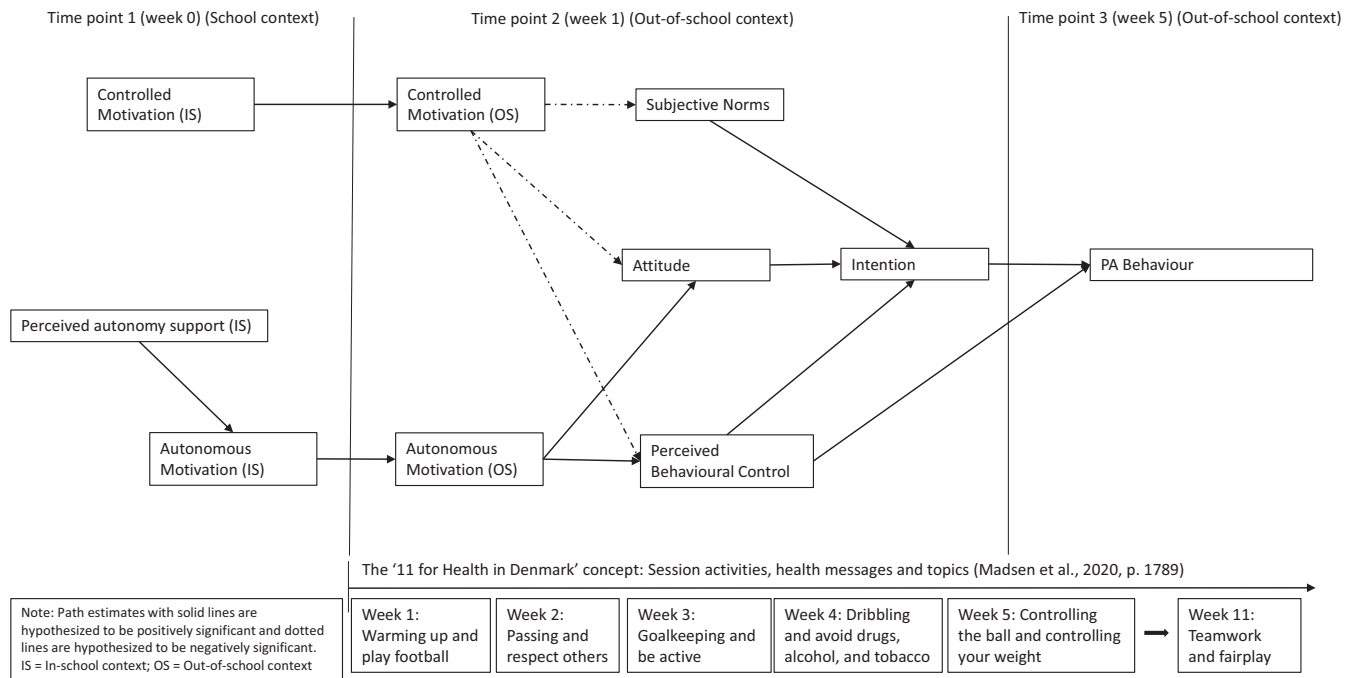 Time point 1 (week 0) (School context)
Time point 2 (week 1) (Out-of-school context)
Time point 3 (week 5) (Out-of-school context)
Controlled
Motivation (IS)
Controlled
Motivation (OS)
Subjective Norms
Attitude
Intention
PA Behaviour
Perceived autonomy support (IS)
Autonomous
Motivation (IS)
Autonomous
Motivation (OS)
Perceived
Behavioural Control
The ‘11 for Health in Denmark’ concept: Session activities, health messages and topics (Madsen et al., 2020, p. 1789)
Note: Path estimates with solid lines are
hypothesized to be positively significant and dotted
lines are hypothesized to be negatively significant.
IS = In-school context; OS = Out-of-school context
Week 1:
Warming up and
play football
Week 2:
Passing and
respect others
Week 3:
Goalkeeping and
be active
Week 4: Dribbling
and avoid drugs,
alcohol, and tobacco
Week 5: Controlling
the ball and controlling
your weight
Week 11:
Teamwork
and fairplay